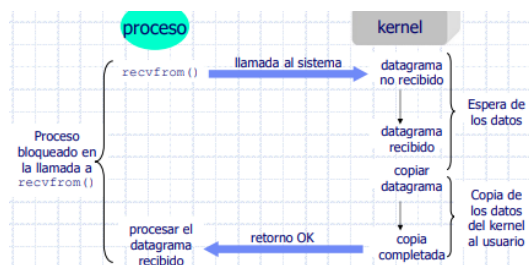 proceso
kernel
recvfrom()
llamada al sistema
datagrama
no recibido
Espera de
los datos
datagrama
recibido
Proceso
bloqueado en
la llamada a
recvfrom()
copiar
datagrama
Copia de
los datos
del kernel
al usuario
procesar el
datagrama
recibido
retorno OK
copia
completada